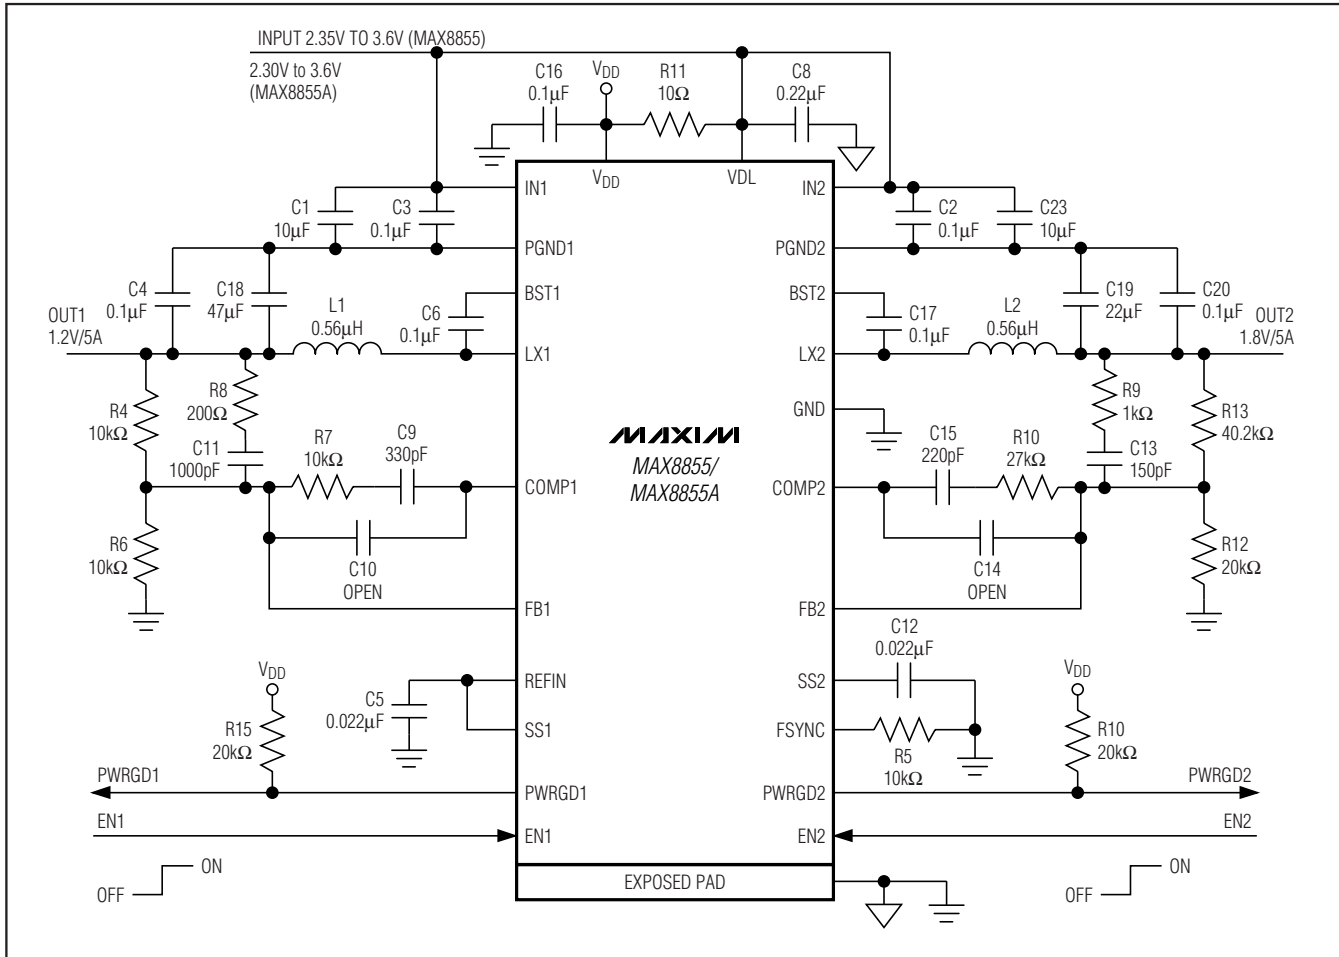 INPUT 2.35V TO 3.6V (MAX8855)
2.30V to 3.6V
(MAX8855A)
C16
0.1µF
VDD
R11
10Ω
C8
0.22µF
VDD
VDL
IN1
IN2
C1
10µF
C3
0.1µF
C2
0.1µF
C23
10µF
PGND1
PGND2
C4
0.1µF
C18
47µF
L1
0.56µH
C6
0.1µF
BST1
BST2
C17
0.1µF
L2
0.56µH
C19
22µF
C20
0.1µF
OUT1
1.2V/5A
OUT2
1.8V/5A
LX1
LX2
R4
10kΩ
R8
200Ω
C11
1000pF
R7
10kΩ
C9
330pF
GND
MAXIM
MAX8855/
MAX8855A
C15
220pF
R10
27kΩ
R9
1kΩ
C13
150pF
R13
40.2kΩ
COMP1
COMP2
R6
10kΩ
C10
OPEN
C14
OPEN
R12
20kΩ
FB1
FB2
C12
0.022µF
REFIN
SS2
C5
0.022µF
SS1
FSYNC
R5
10kΩ
VDD
R15
20kΩ
VDD
R10
20kΩ
PWRGD1
PWRGD1
PWRGD2
PWRGD2
EN1
EN1
EN2
EN2
ON
OFF
EXPOSED PAD
ON
OFF